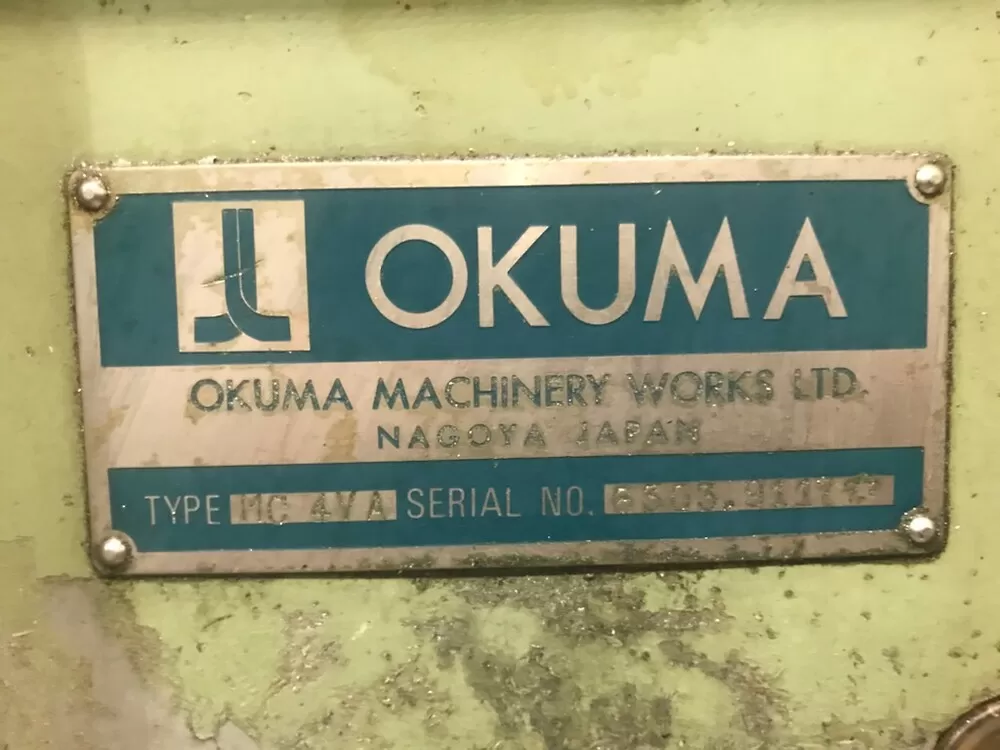 OKUMA
OKUMA MACHINERY WORKS LTD.
NAGOYA JAPAN
TYPE MC 4VA SERIAL NO.